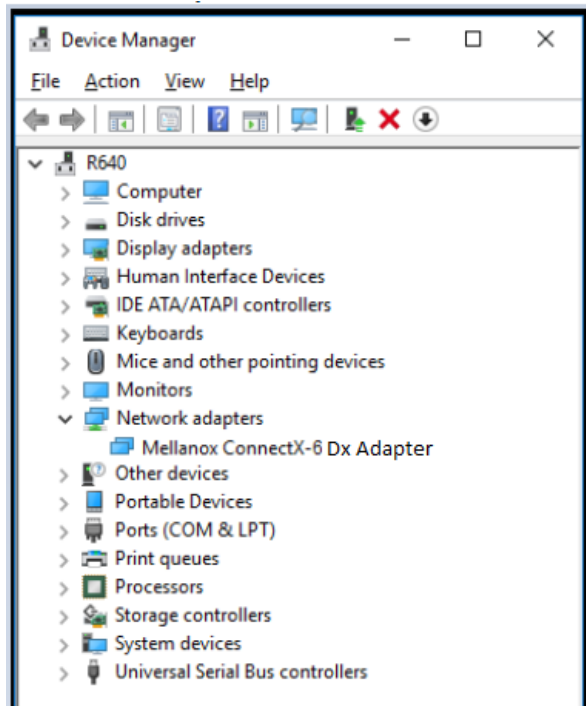 Device Manager
File Action View Help
R640
Computer
Disk drives
Display adapters
Human Interface Devices
IDE ATA/ATAPI controllers
Keyboards
Mice and other pointing devices
Monitors
Network adapters
Mellanox ConnectX-6 Dx Adapter
Other devices
Portable Devices
Ports (COM & LPT)
Print queues
Processors
Storage controllers
System devices
Universal Serial Bus controllers